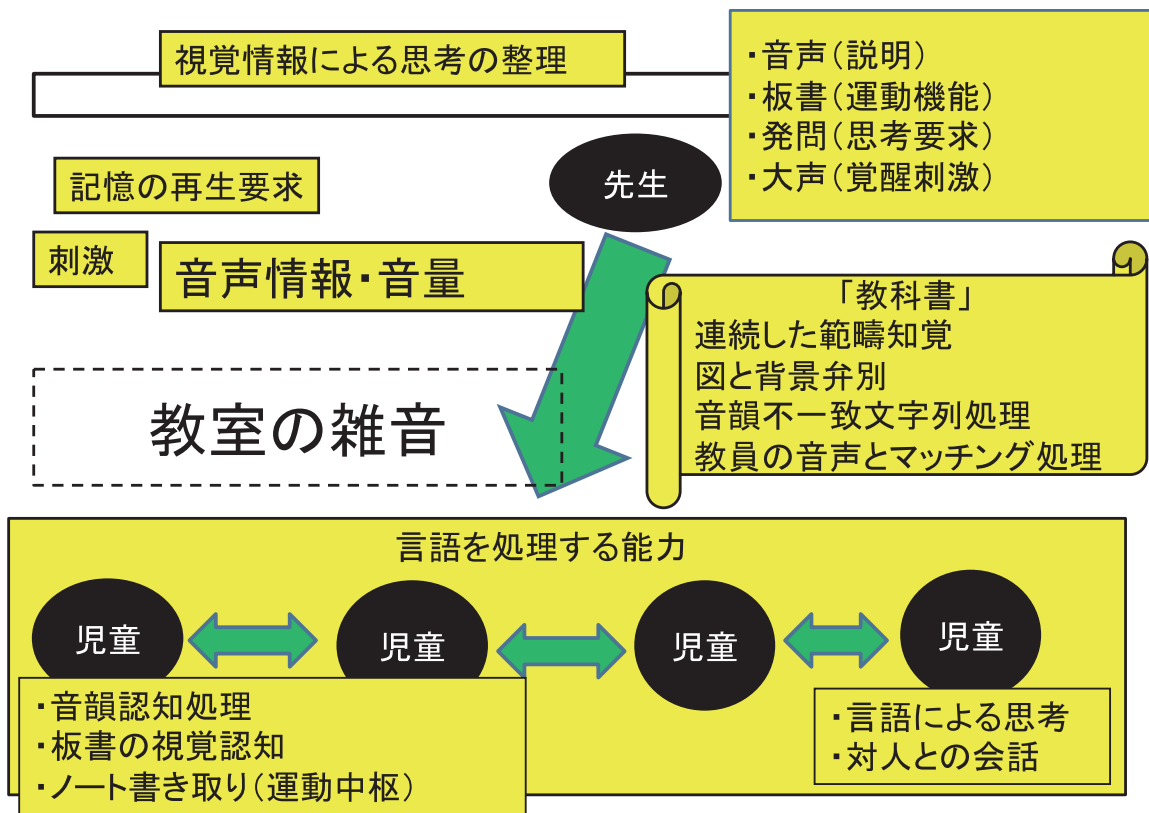 視覚情報による思考の整理
・音声(説明)
・板書(運動機能)
・発問(思考要求)
・大声(覚醒刺激)
記憶の再生要求
先生
刺激
音声情報・音量
「教科書」
連続した範疇知覚
図と背景弁別
音韻不一致文字列処理
教員の音声とマッチング処理
教室の雑音
言語を処理する能力
児童
児童
児童
児童
・音韻認知処理
・板書の視覚認知
・ノート書き取り(運動中枢)
・言語による思考
・対人との会話